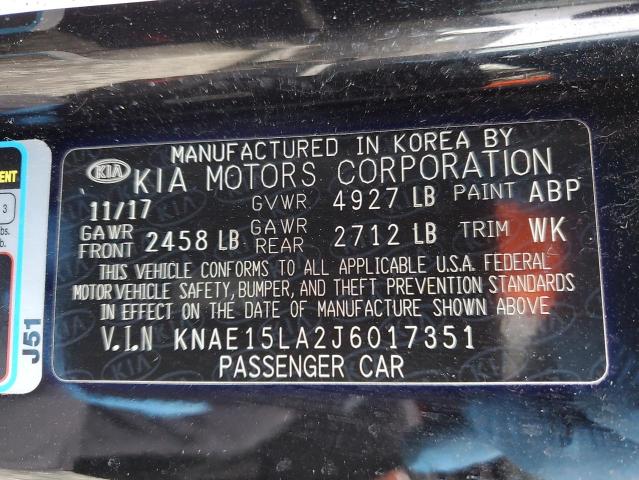 MANUFACTURED IN KOREA BY
KIA KIA MOTORS CORPORATION
11/17 GVWR 4927 LB PAINT ABP
GAWR FRONT 2458 LB GAWR REAR 2712 LB TRIM WK
THIS VEHICLE CONFORMS TO ALL APPLICABLE U.S.A. FEDERAL
MOTOR VEHICLE SAFETY, BUMPER, AND THEFT PREVENTION STANDARDS
IN EFFECT ON THE DATE OF MANUFACTURE SHOWN ABOVE
V.I.N KNAE15LA2J6017351
PASSENGER CAR
3
J51